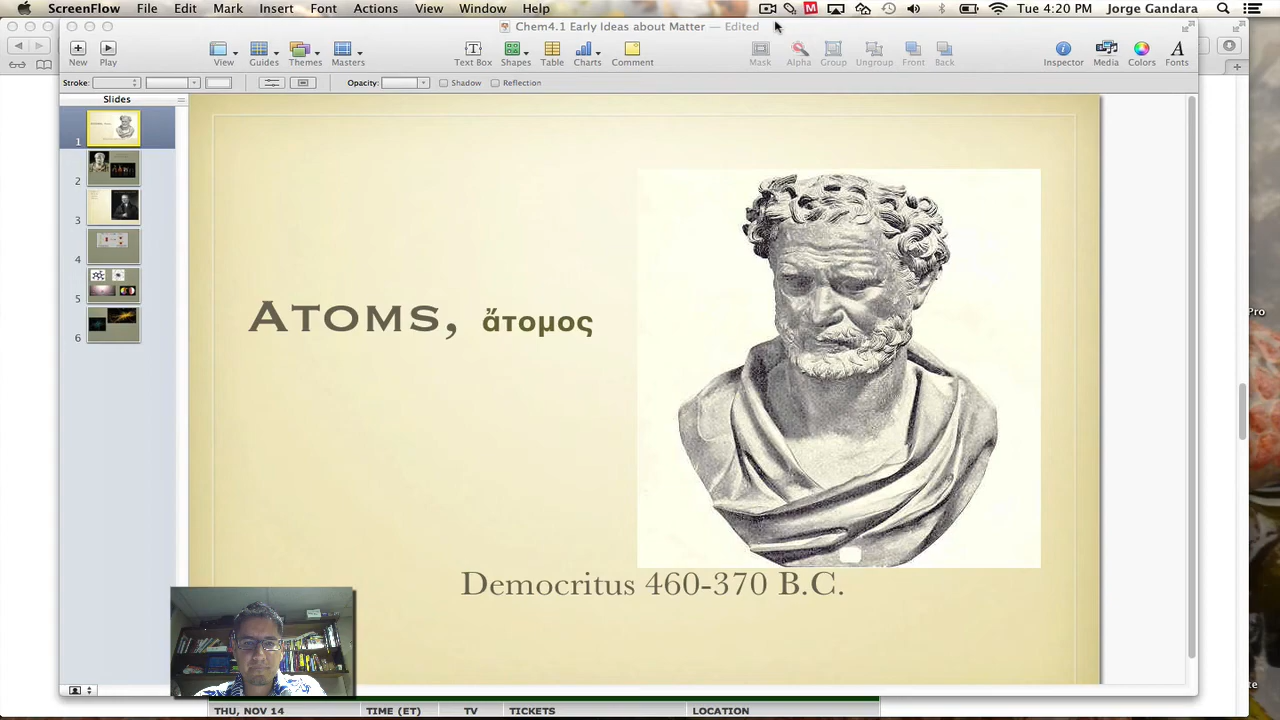 ScreenFlow File Edit Mark Insert Font Actions View Window Help M Tue 4:20 PM Jorge Gandara
Chem4.1 Early Ideas about Matter — Edited
New Play View Guides Themes Masters Text Box Shapes Table Charts Comment Mask Alpha Group Ungroup Front Back Inspector Media Colors Fonts
Stroke: Opacity: Shadow Reflection
Slides
1
2
3
4
5
6
Atoms, ἄτομος
Pro
Democritus 460-370 B.C.
THU, NOV 14 TIME (ET) TV TICKETS LOCATION